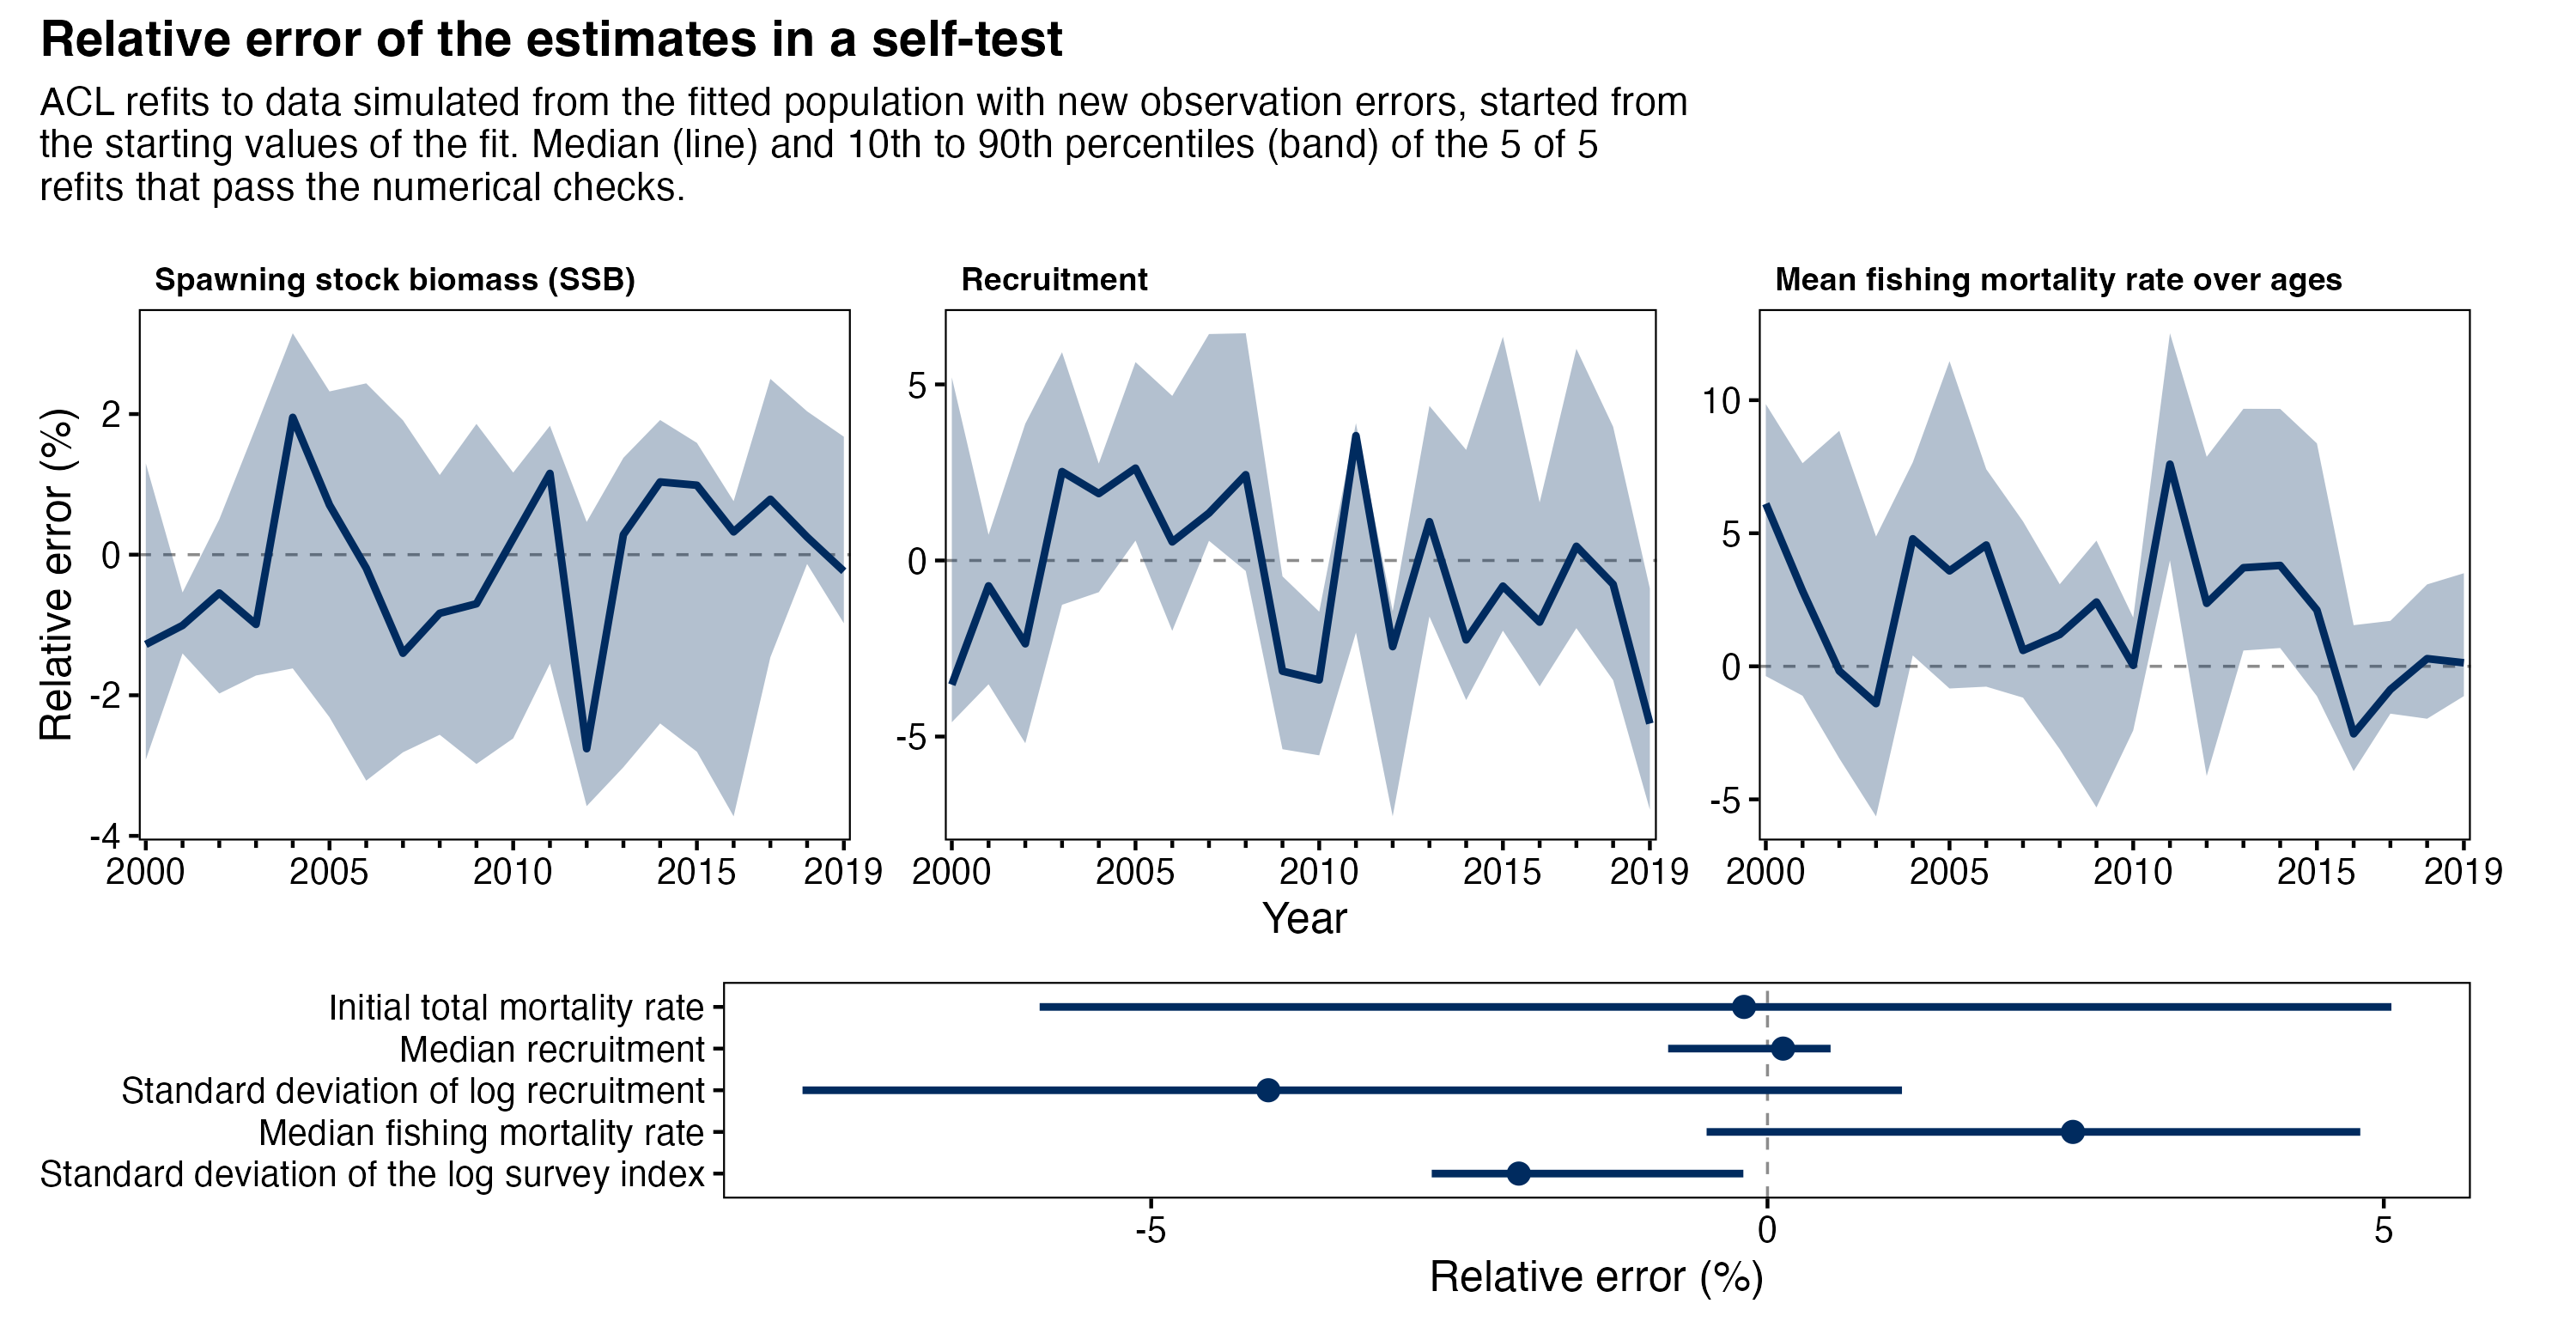 Relative error of the estimates in a self-test
ACL refits to data simulated from the fitted population with new observation errors, started from
the starting values of the fit. Median (line) and 10th to 90th percentiles (band) of the 5 of 5
refits that pass the numerical checks.
Spawning stock biomass (SSB)
Recruitment
Mean fishing mortality rate over ages
Relative error (%)
2
0
-2
-4
5
0
-5
10
5
0
-5
2000 2005 2010 2015 2019
2000 2005 2010 2015 2019
2000 2005 2010 2015 2019
Year
Initial total mortality rate
Median recruitment
Standard deviation of log recruitment
Median fishing mortality rate
Standard deviation of the log survey index
-5 0 5
Relative error (%)